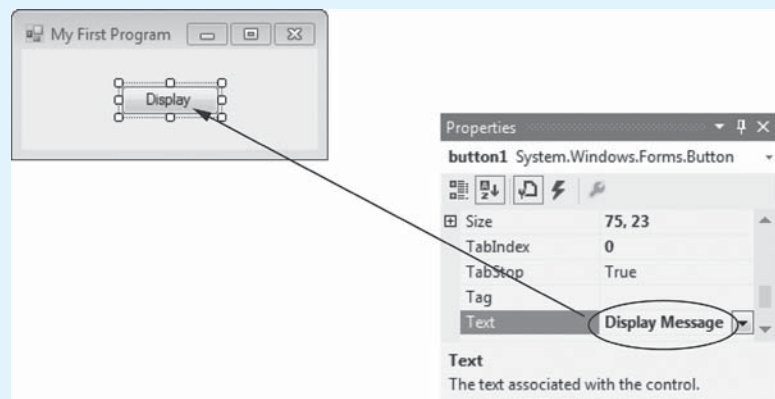 My First Program
Display
Properties
button1 System.Windows.Forms.Button
Size 75, 23
TabIndex 0
TabStop True
Tag
Text Display Message
Text
The text associated with the control.